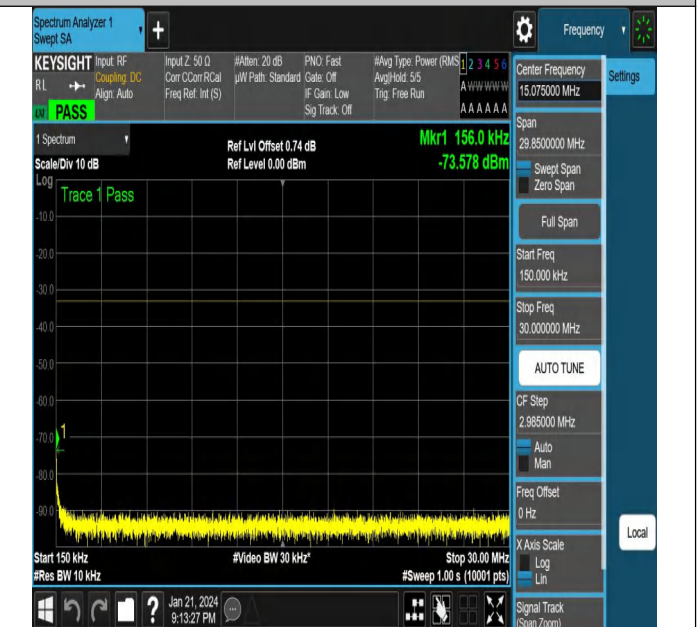 Spectrum Analyzer 1
Swept SA
+
Frequency
KEYSIGHT
RL
PASS
Input: RF
Coupling: DC
Align: Auto
Input Z: 50 Ω
Corr CCorr RCal
Freq Ref: Int (S)
#Atten: 20 dB
µW Path: Standard
PNO: Fast
Gate: Off
IF Gain: Low
Sig Track: Off
#Avg Type: Power (RMS
Avg|Hold: 5/5
Trig: Free Run
1 2 3 4 5 6
A W W W W W
A A A A A A
1 Spectrum
Scale/Div 10 dB
Ref Lvl Offset 0.74 dB
Ref Level 0.00 dBm
Mkr1 156.0 kHz
-73.578 dBm
Log
Trace 1 Pass
-10.0
-20.0
-30.0
-40.0
-50.0
-60.0
-70.0
-80.0
-90.0
1
Start 150 kHz
#Res BW 10 kHz
#Video BW 30 kHz*
Stop 30.00 MHz
#Sweep 1.00 s (10001 pts)
?
Jan 21, 2024
9:13:27 PM
Center Frequency
15.075000 MHz
Settings
Span
29.8500000 MHz
Swept Span
Zero Span
Full Span
Start Freq
150.000 kHz
Stop Freq
30.000000 MHz
AUTO TUNE
CF Step
2.985000 MHz
Auto
Man
Freq Offset
0 Hz
X Axis Scale
Log
Lin
Local
Signal Track
(Span Zoom)